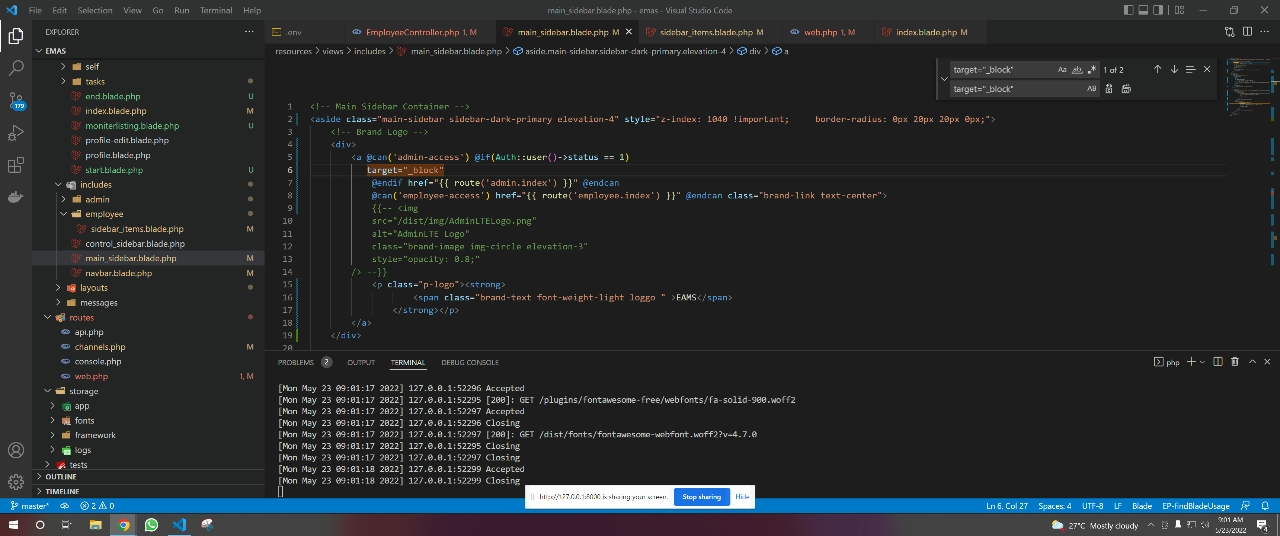 File Edit Selection View Go Run Terminal Help
main_sidebar.blade.php - emas - Visual Studio Code
EXPLORER
EMAS
self
tasks
end.blade.php U
index.blade.php M
moniterlisting.blade.php U
profile-edit.blade.php M
profile.blade.php M
start.blade.php U
includes
admin
employee
sidebar_items.blade.php M
control_sidebar.blade.php
main_sidebar.blade.php M
navbar.blade.php M
layouts
messages
routes
api.php
channels.php M
console.php
web.php 1, M
storage
app
fonts
framework
logs
tests
OUTLINE
TIMELINE
179
.env
EmployeeController.php 1, M
main_sidebar.blade.php M
sidebar_items.blade.php M
web.php 1, M
index.blade.php M
resources > views > includes > main_sidebar.blade.php > aside.main-sidebar.sidebar-dark-primary.elevation-4 > div > a
target="_block" Aa ab 1 of 2
target="_block" AB
1 <!-- Main Sidebar Container -->
2 <aside class="main-sidebar sidebar-dark-primary elevation-4" style="z-index: 1040 !important; border-radius: 0px 20px 20px 0px;">
3 <!-- Brand Logo -->
4 <div>
5 <a @can('admin-access') @if(Auth::user()->status == 1)
6 target="_block"
7 @endif href="{{ route('admin.index') }}" @endcan
8 @can('employee-access') href="{{ route('employee.index') }}" @endcan class="brand-link text-center">
9 {{-- <img
10 src="/dist/img/AdminLTELogo.png"
11 alt="AdminLTE Logo"
12 class="brand-image img-circle elevation-3"
13 style="opacity: 0.8;"
14 /> --}}
15 <p class="p-logo"><strong>
16 <span class="brand-text font-weight-light loggo " >EAMS</span>
17 </strong></p>
18 </a>
19 </div>
20
PROBLEMS 2 OUTPUT TERMINAL DEBUG CONSOLE
php
[Mon May 23 09:01:17 2022] 127.0.0.1:52296 Accepted
[Mon May 23 09:01:17 2022] 127.0.0.1:52295 [200]: GET /plugins/fontawesome-free/webfonts/fa-solid-900.woff2
[Mon May 23 09:01:17 2022] 127.0.0.1:52297 Accepted
[Mon May 23 09:01:17 2022] 127.0.0.1:52296 Closing
[Mon May 23 09:01:17 2022] 127.0.0.1:52297 [200]: GET /dist/fonts/fontawesome-webfont.woff2?v=4.7.0
[Mon May 23 09:01:17 2022] 127.0.0.1:52295 Closing
[Mon May 23 09:01:17 2022] 127.0.0.1:52297 Closing
[Mon May 23 09:01:18 2022] 127.0.0.1:52299 Accepted
[Mon May 23 09:01:18 2022] 127.0.0.1:52299 Closing
http://127.0.0.1:8000 is sharing your screen. Stop sharing Hide
master* 2 0
Ln 6, Col 27 Spaces: 4 UTF-8 LF Blade EP-findBladeUsage
27°C Mostly cloudy
9:01 AM
5/23/2022